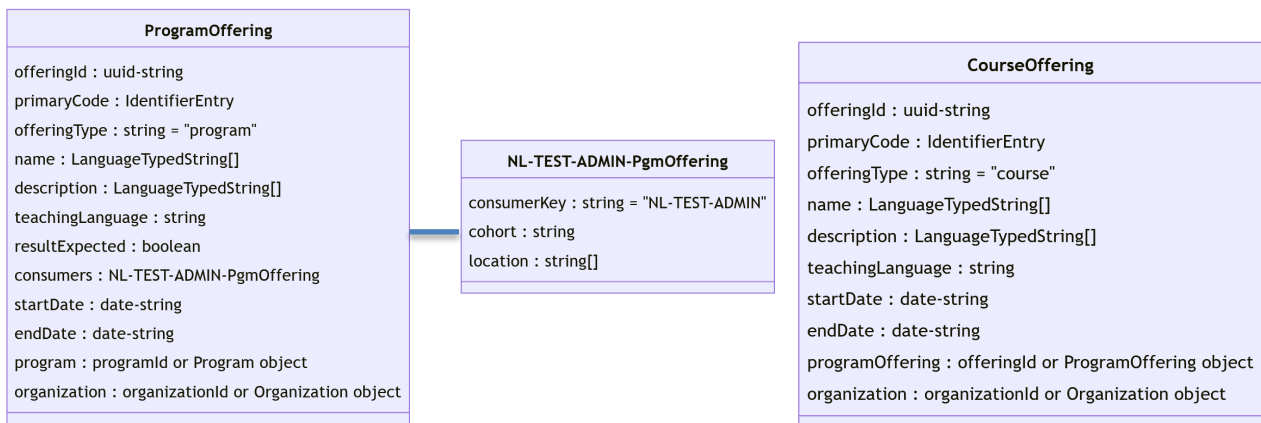 ProgramOffering
offeringId : uuid-string
primaryCode : IdentifierEntry
offeringType : string = "program"
name : LanguageTypedString[]
description : LanguageTypedString[]
teachingLanguage : string
resultExpected : boolean
consumers : NL-TEST-ADMIN-PgmOffering
startDate : date-string
endDate : date-string
program : programId or Program object
organization : organizationId or Organization object
NL-TEST-ADMIN-PgmOffering
consumerKey : string = "NL-TEST-ADMIN"
cohort : string
location : string[]
CourseOffering
offeringId : uuid-string
primaryCode : IdentifierEntry
offeringType : string = "course"
name : LanguageTypedString[]
description : LanguageTypedString[]
teachingLanguage : string
startDate : date-string
endDate : date-string
programOffering : offeringId or ProgramOffering object
organization : organizationId or Organization object